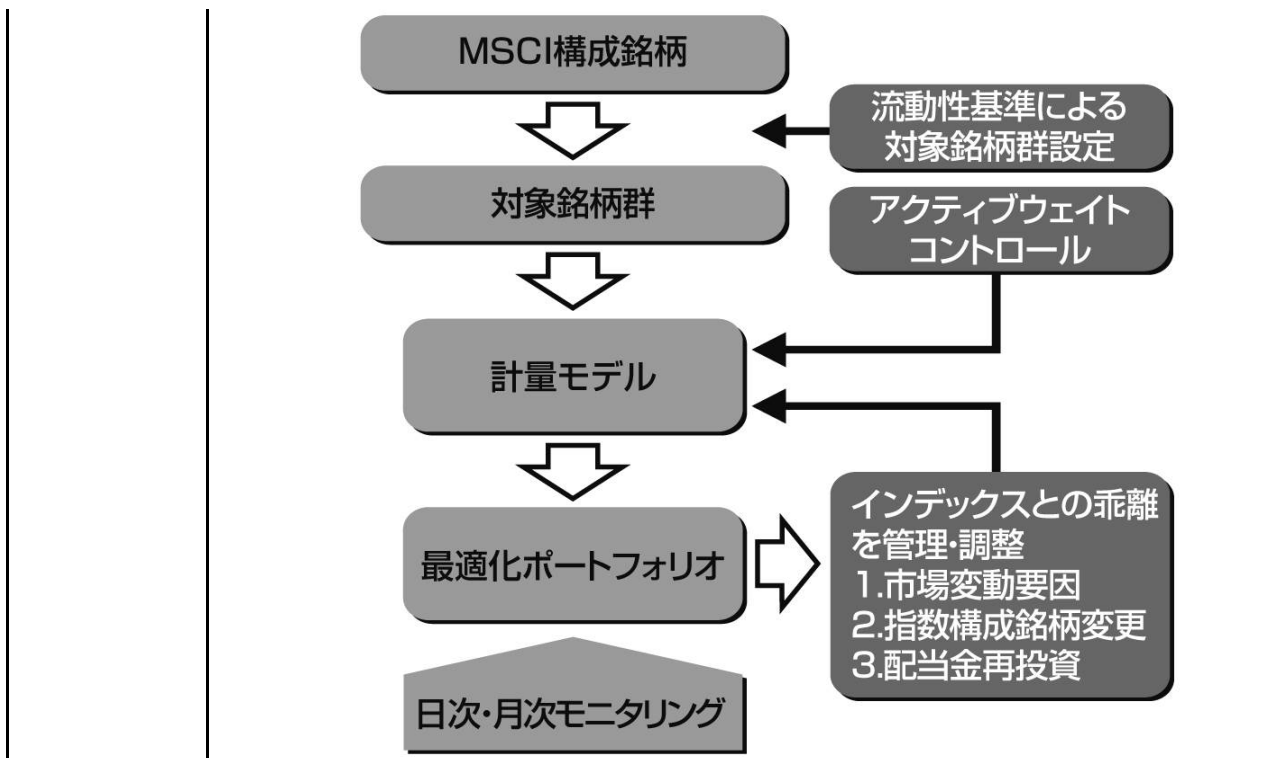 MSCI構成銘柄
流動性基準による
対象銘柄群設定
対象銘柄群
アクティブウェイト
コントロール
計量モデル
最適化ポートフォリオ
インデックスとの乖離
を管理・調整
1.市場変動要因
2.指数構成銘柄変更
3.配当金再投資
日次・月次モニタリング